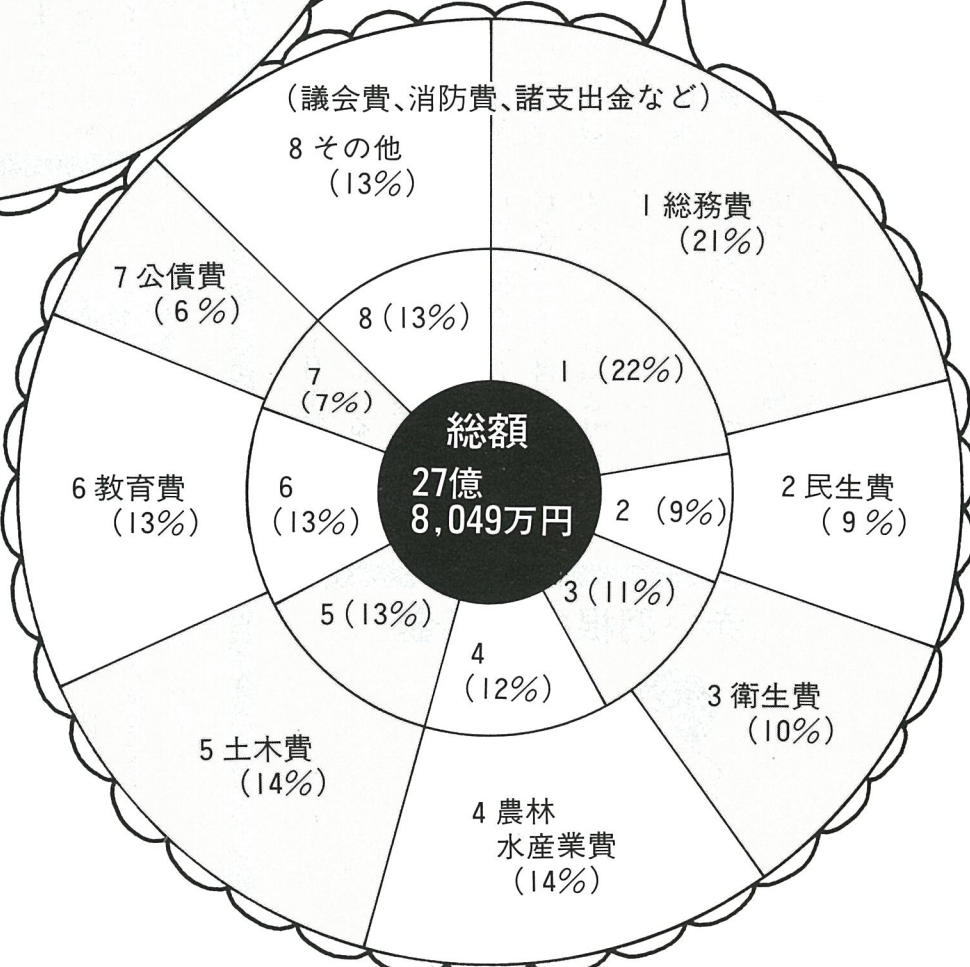 (議会費、消防費、諸支出金など)
8 その他
(13%)
1 総務費
(21%)
7 公債費
(6%)
8 (13%)
1 (22%)
7
(7%)
総額
27億
8,049万円
6 教育費
(13%)
6
(13%)
2 (9%)
2 民生費
(9%)
5 (13%)
3 (11%)
4
(12%)
3 衛生費
(10%)
5 土木費
(14%)
4 農林
水産業費
(14%)